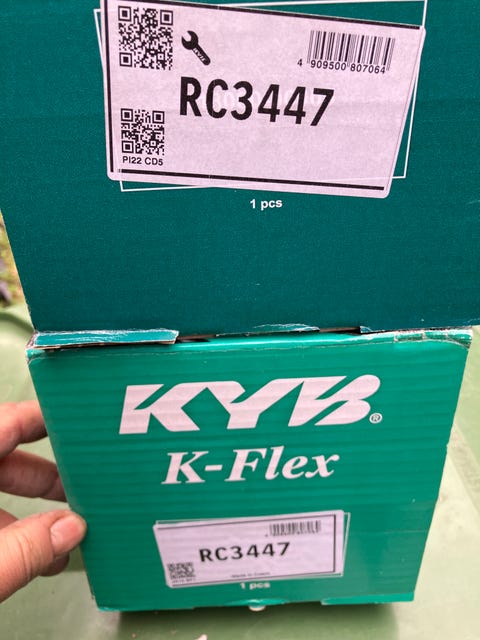 4 909500 807064
RC3447
PI22 CD5
1 pcs
KYB®
K-Flex
RC3447
1 pcs